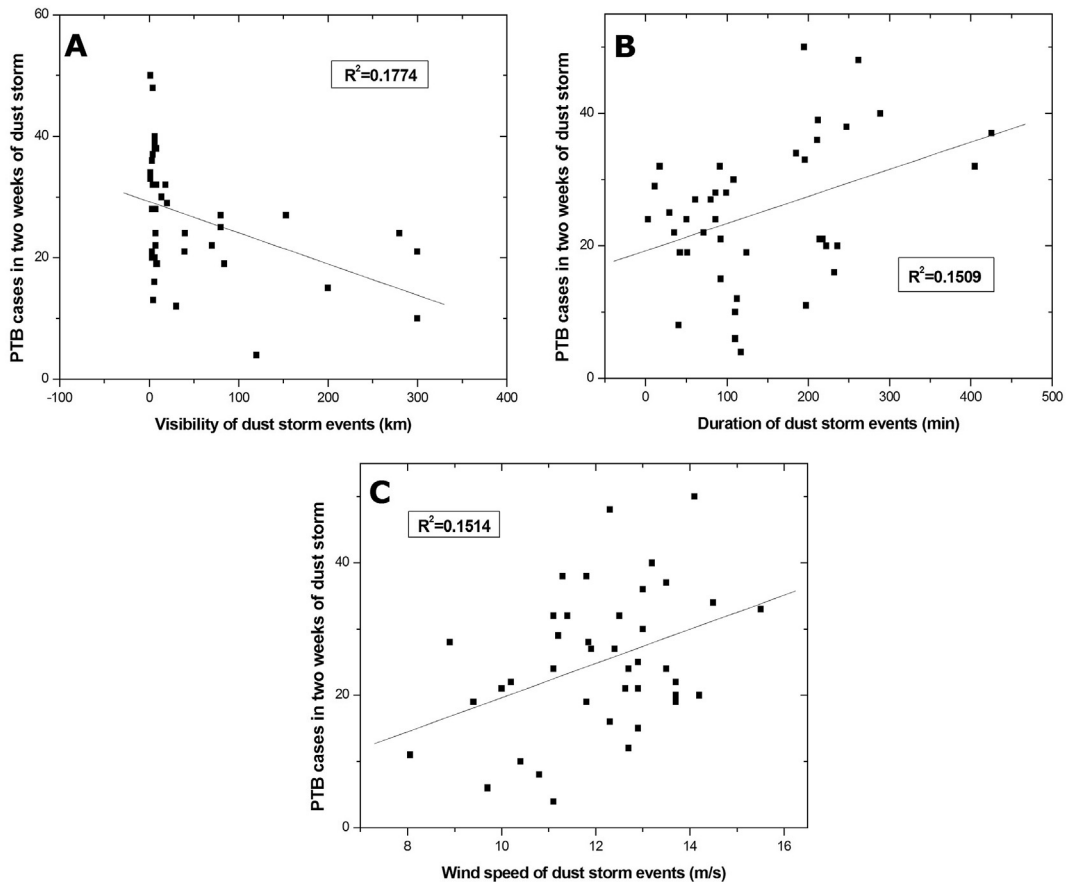 A
R²=0.1774
PTB cases in two weeks of dust storm
60
40
20
0
-100 0 100 200 300 400
Visibility of dust storm events (km)
B
R²=0.1509
PTB cases in two weeks of dust storm
40
20
0
0 100 200 300 400 500
Duration of dust storm events (min)
C
R²=0.1514
PTB cases in two weeks of dust storm
40
20
0
8 10 12 14 16
Wind speed of dust storm events (m/s)